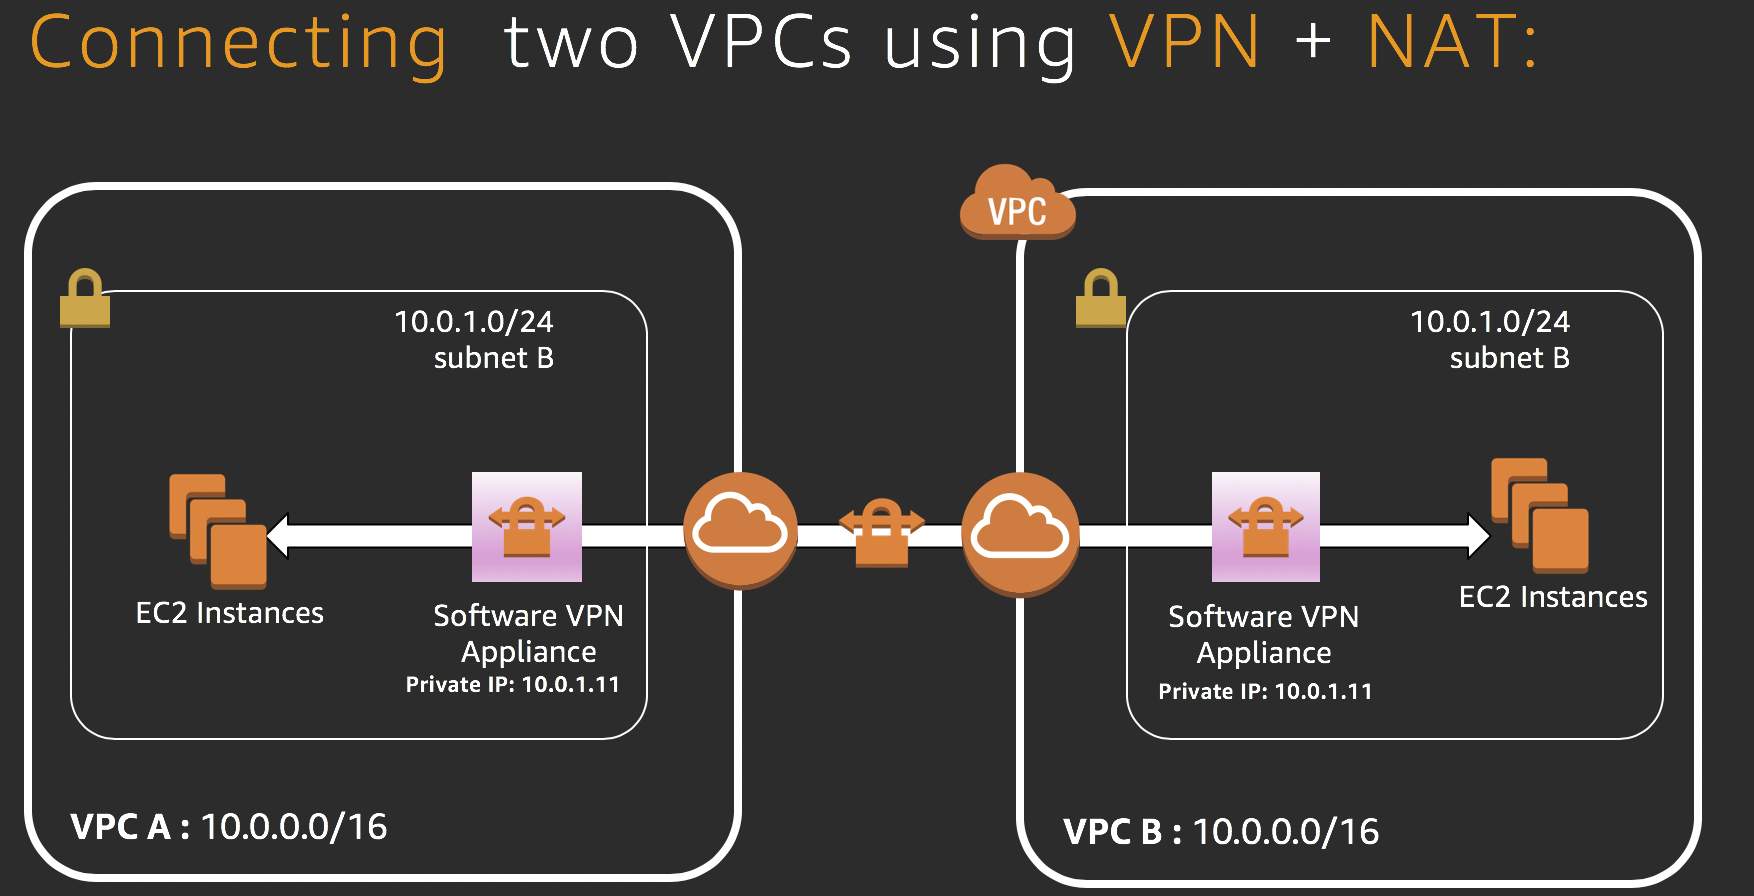 Connecting two VPCs using VPN + NAT:
VPC
10.0.1.0/24
subnet B
EC2 Instances
Software VPN
Appliance
Private IP: 10.0.1.11
VPC A : 10.0.0.0/16
10.0.1.0/24
subnet B
Software VPN
Appliance
Private IP: 10.0.1.11
EC2 Instances
VPC B : 10.0.0.0/16